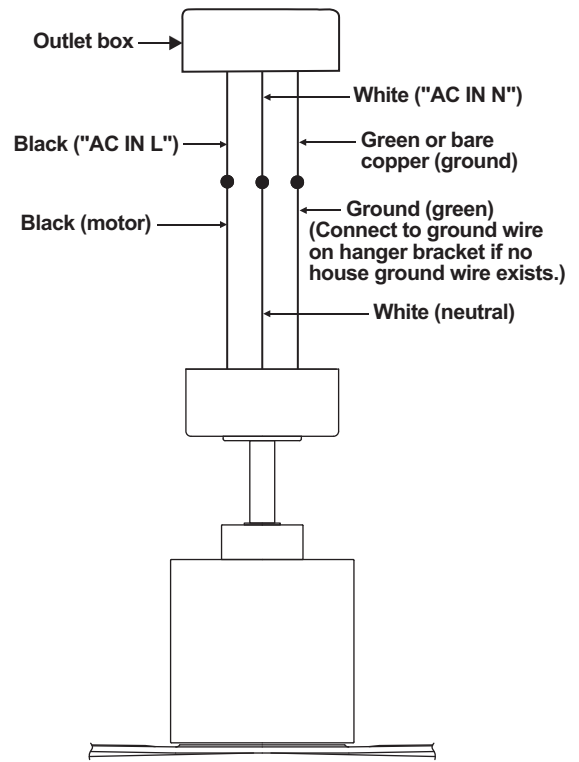 Outlet box
White ("AC IN N")
Black ("AC IN L")
Green or bare
copper (ground)
Black (motor)
Ground (green)
(Connect to ground wire
on hanger bracket if no
house ground wire exists.)
White (neutral)